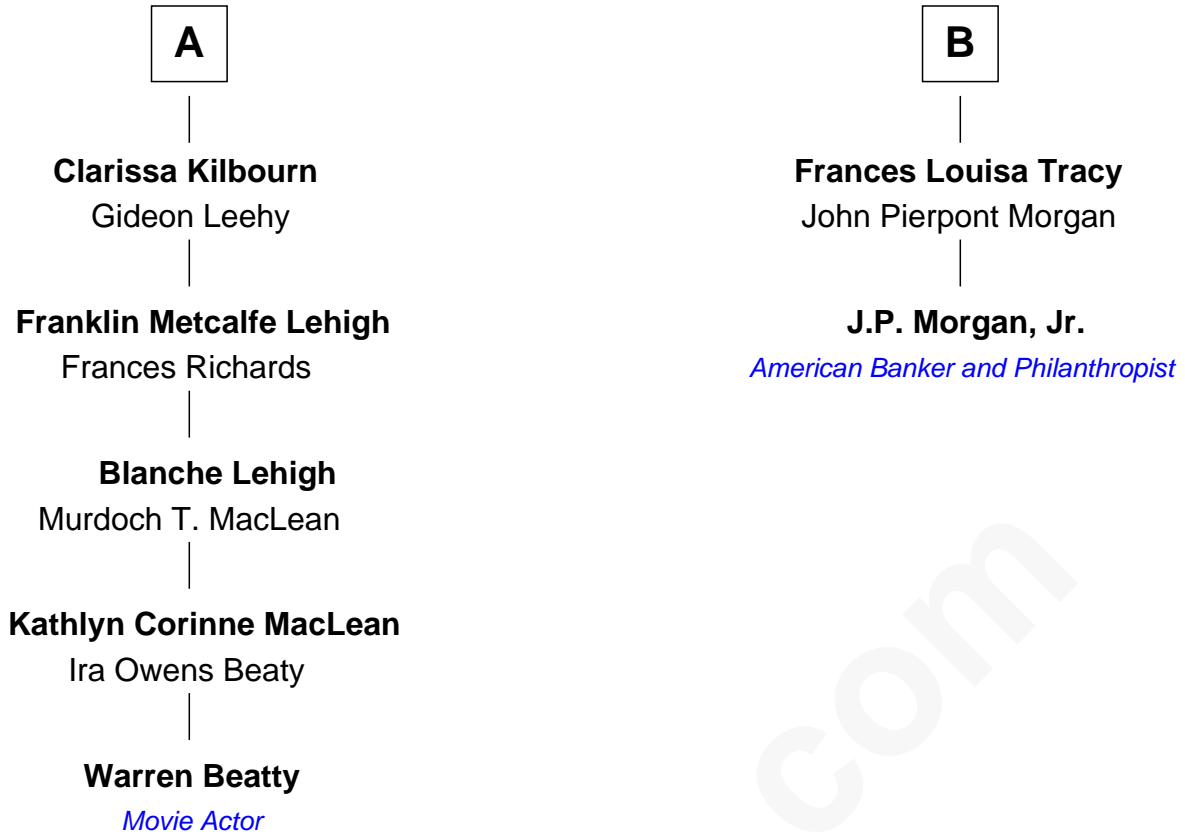 A
Clarissa Kilbourn
Gideon Leehy
Franklin Metcalfe Lehigh
Frances Richards
Blanche Lehigh
Murdoch T. MacLean
Kathlyn Corinne MacLean
Ira Owens Beaty
Warren Beatty
Movie Actor
B
Frances Louisa Tracy
John Pierpont Morgan
J.P. Morgan, Jr.
American Banker and Philanthropist
com